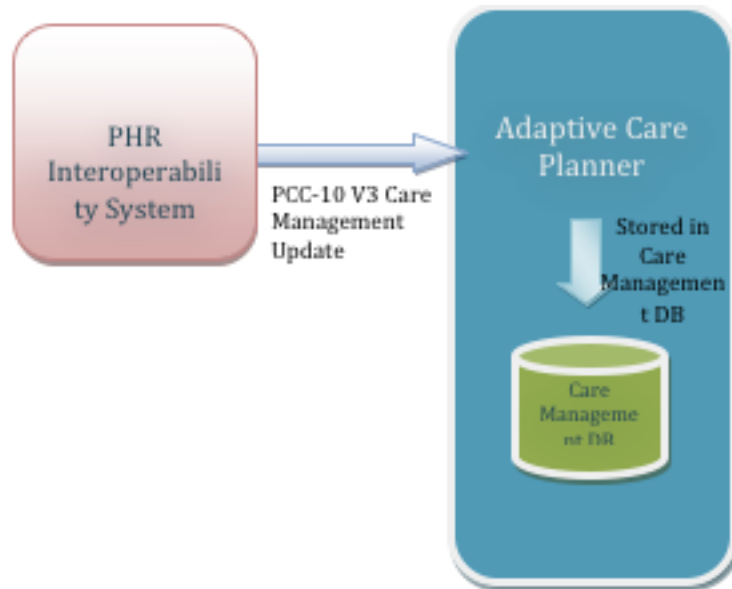 PHR
Interoperabili
ty System
PCC-10 V3 Care
Management
Update
Adaptive Care
Planner
Stored in
Care
Managemen
t DB
Care
Manageme
nt DB